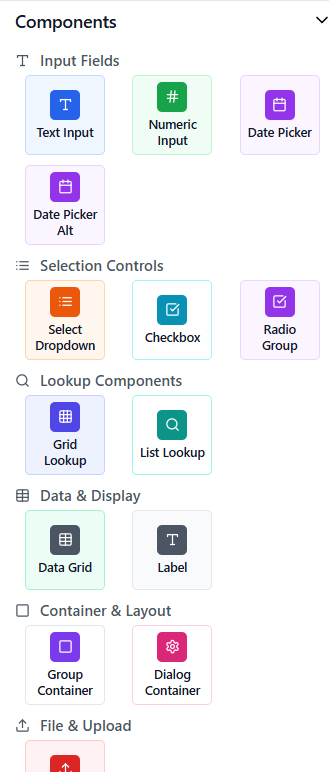 Components
Input Fields
Text Input
Numeric
Input
Date Picker
Date Picker
Alt
Selection Controls
Select
Dropdown
Checkbox
Radio
Group
Lookup Components
Grid
Lookup
List Lookup
Data & Display
Data Grid
Label
Container & Layout
Group
Container
Dialog
Container
File & Upload